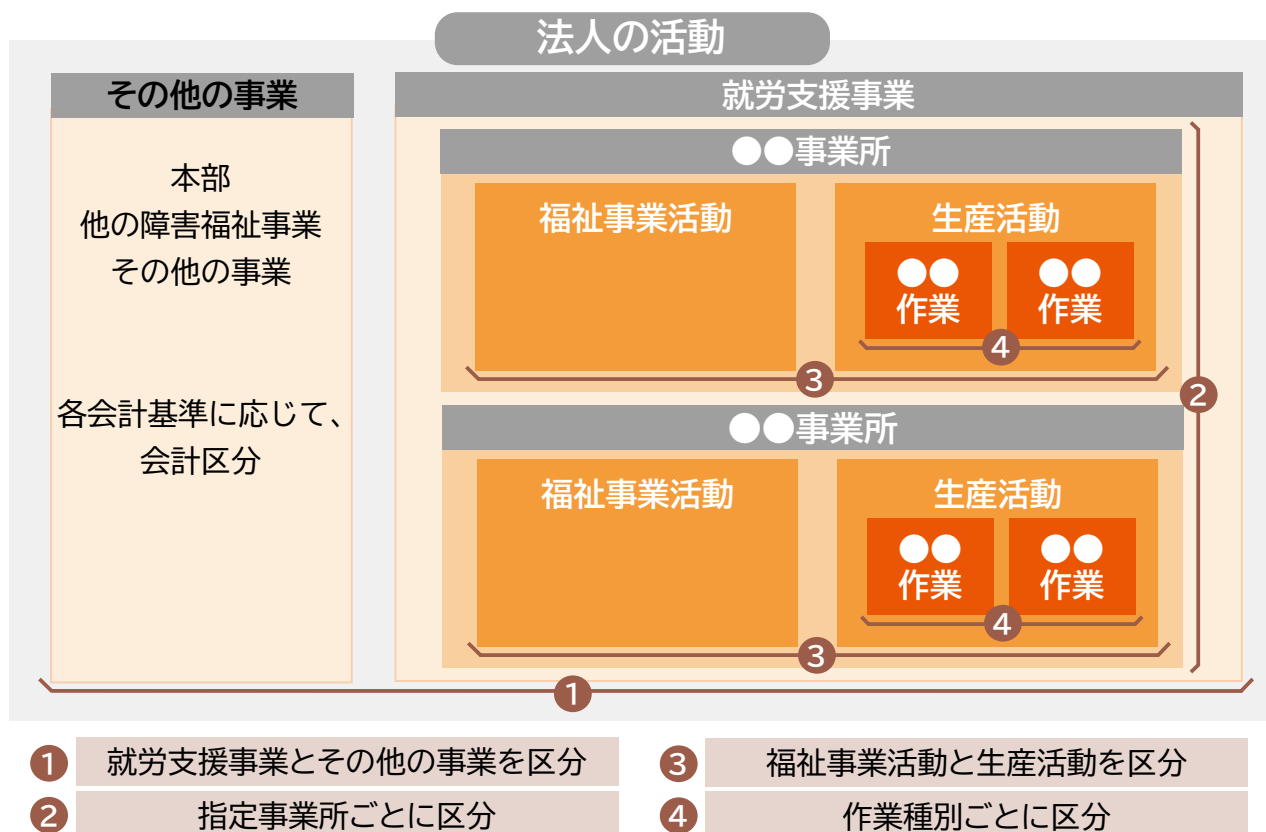 法人の活動
その他の事業
本部
他の障害福祉事業
その他の事業
各会計基準に応じて、
会計区分
就労支援事業
●●事業所
福祉事業活動
生産活動
●●
作業
●●
作業
4
3
2
●●事業所
福祉事業活動
生産活動
●●
作業
●●
作業
4
3
1
1 就労支援事業とその他の事業を区分
2 指定事業所ごとに区分
3 福祉事業活動と生産活動を区分
4 作業種別ごとに区分